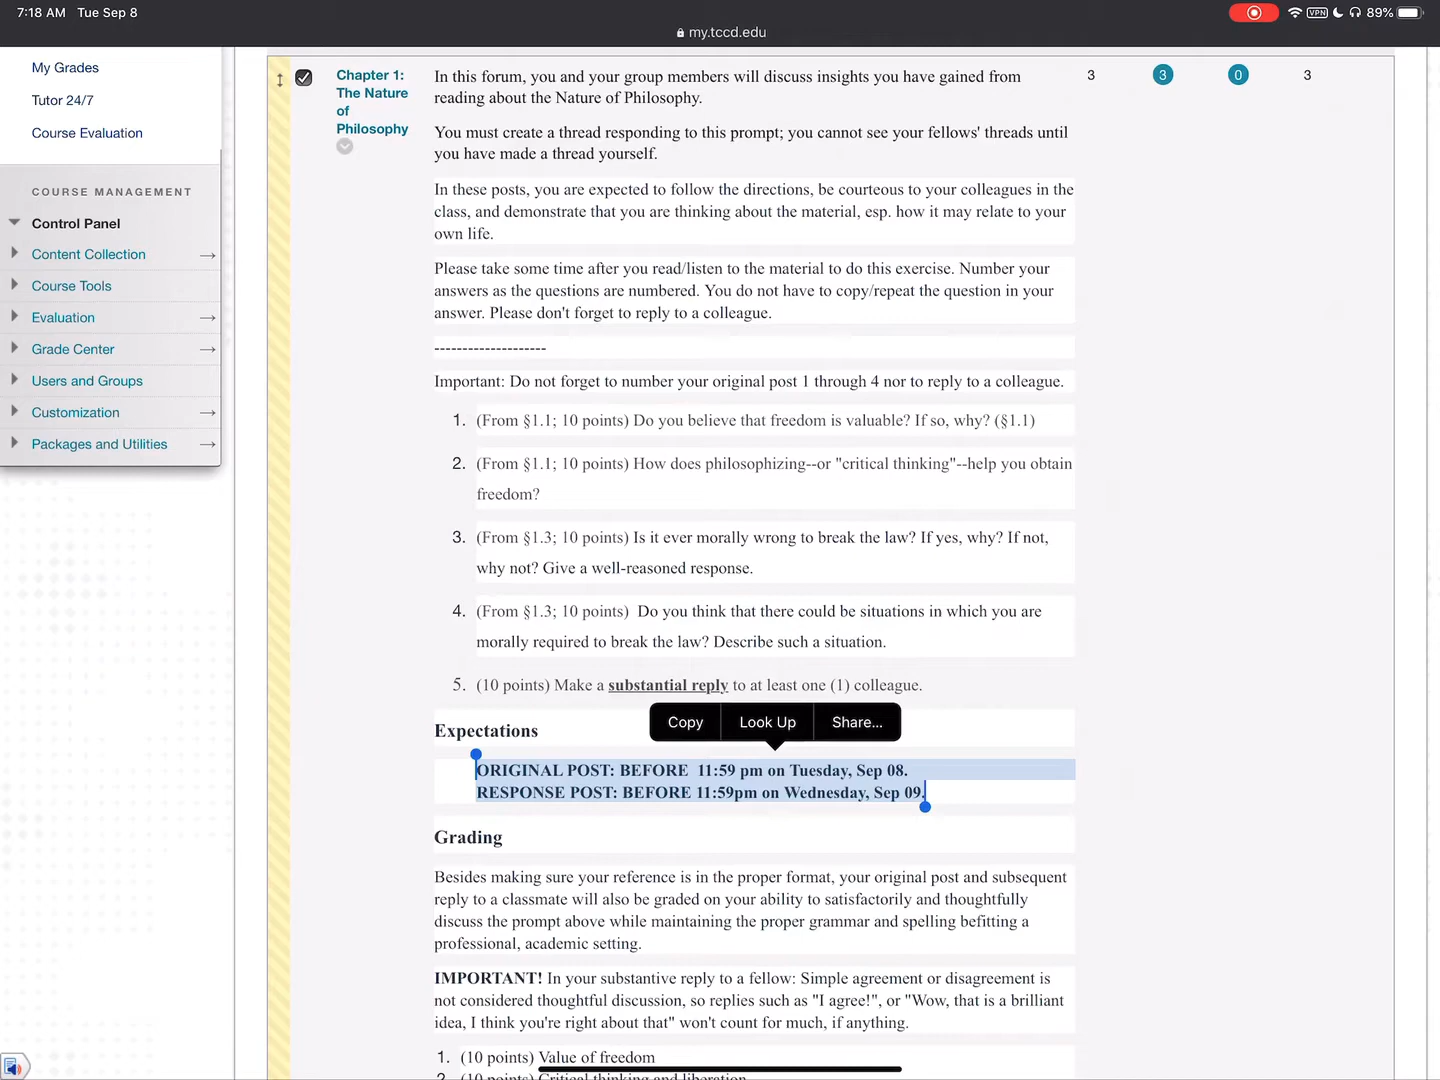 7:18 AM Tue Sep 8
VPN 89%
my.tccd.edu
My Grades
Tutor 24/7
Course Evaluation
COURSE MANAGEMENT
Control Panel
Content Collection
Course Tools
Evaluation
Grade Center
Users and Groups
Customization
Packages and Utilities
Chapter 1:
The Nature
of
Philosophy
In this forum, you and your group members will discuss insights you have gained from
reading about the Nature of Philosophy.
3 3 0 3
You must create a thread responding to this prompt; you cannot see your fellows' threads until
you have made a thread yourself.
In these posts, you are expected to follow the directions, be courteous to your colleagues in the
class, and demonstrate that you are thinking about the material, esp. how it may relate to your
own life.
Please take some time after you read/listen to the material to do this exercise. Number your
answers as the questions are numbered. You do not have to copy/repeat the question in your
answer. Please don't forget to reply to a colleague.
--------------------
Important: Do not forget to number your original post 1 through 4 nor to reply to a colleague.
1. (From §1.1; 10 points) Do you believe that freedom is valuable? If so, why? (§1.1)
2. (From §1.1; 10 points) How does philosophizing--or "critical thinking"--help you obtain
freedom?
3. (From §1.3; 10 points) Is it ever morally wrong to break the law? If yes, why? If not,
why not? Give a well-reasoned response.
4. (From §1.3; 10 points) Do you think that there could be situations in which you are
morally required to break the law? Describe such a situation.
5. (10 points) Make a substantial reply to at least one (1) colleague.
Copy Look Up Share...
Expectations
ORIGINAL POST: BEFORE 11:59 pm on Tuesday, Sep 08.
RESPONSE POST: BEFORE 11:59pm on Wednesday, Sep 09.
Grading
Besides making sure your reference is in the proper format, your original post and subsequent
reply to a classmate will also be graded on your ability to satisfactorily and thoughtfully
discuss the prompt above while maintaining the proper grammar and spelling befitting a
professional, academic setting.
IMPORTANT! In your substantive reply to a fellow: Simple agreement or disagreement is
not considered thoughtful discussion, so replies such as "I agree!", or "Wow, that is a brilliant
idea, I think you're right about that" won't count for much, if anything.
1. (10 points) Value of freedom
2. (10 points) Critical thinking and liberation